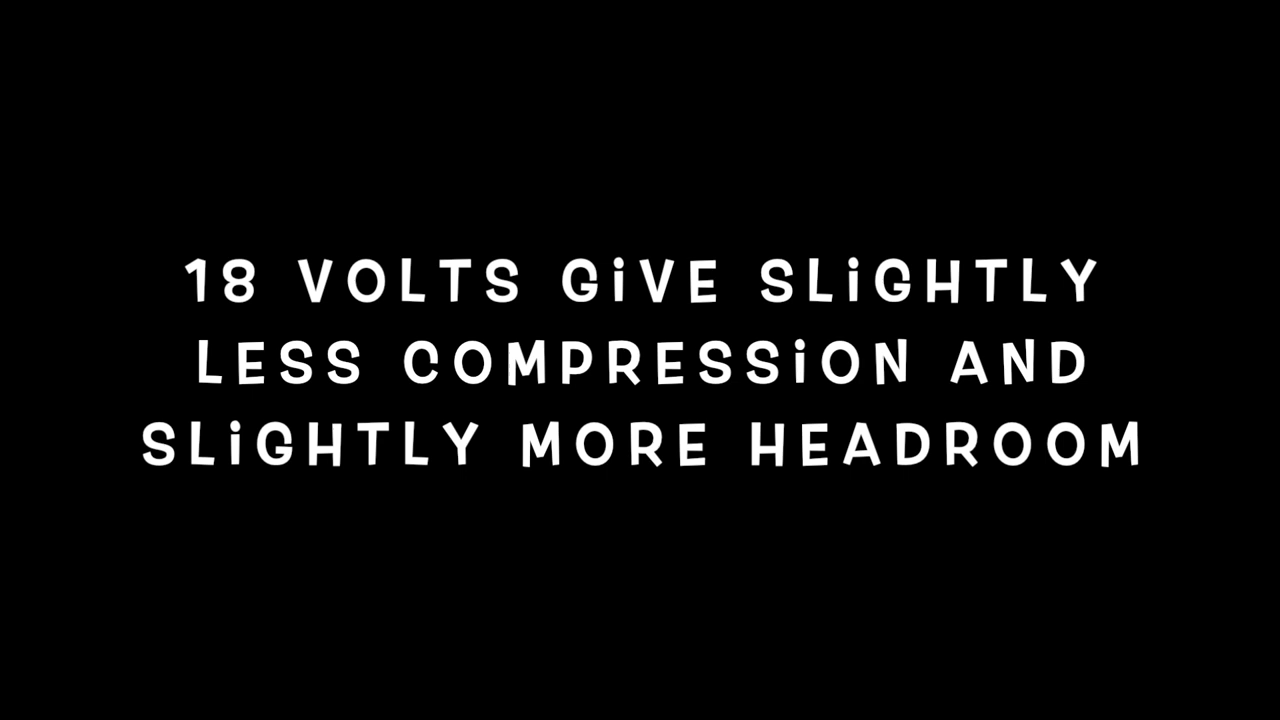 18 VOLTS GiVE SLiGHTLY
LESS COMPRESSiON AND
SLiGHTLY MORE HEADROOM